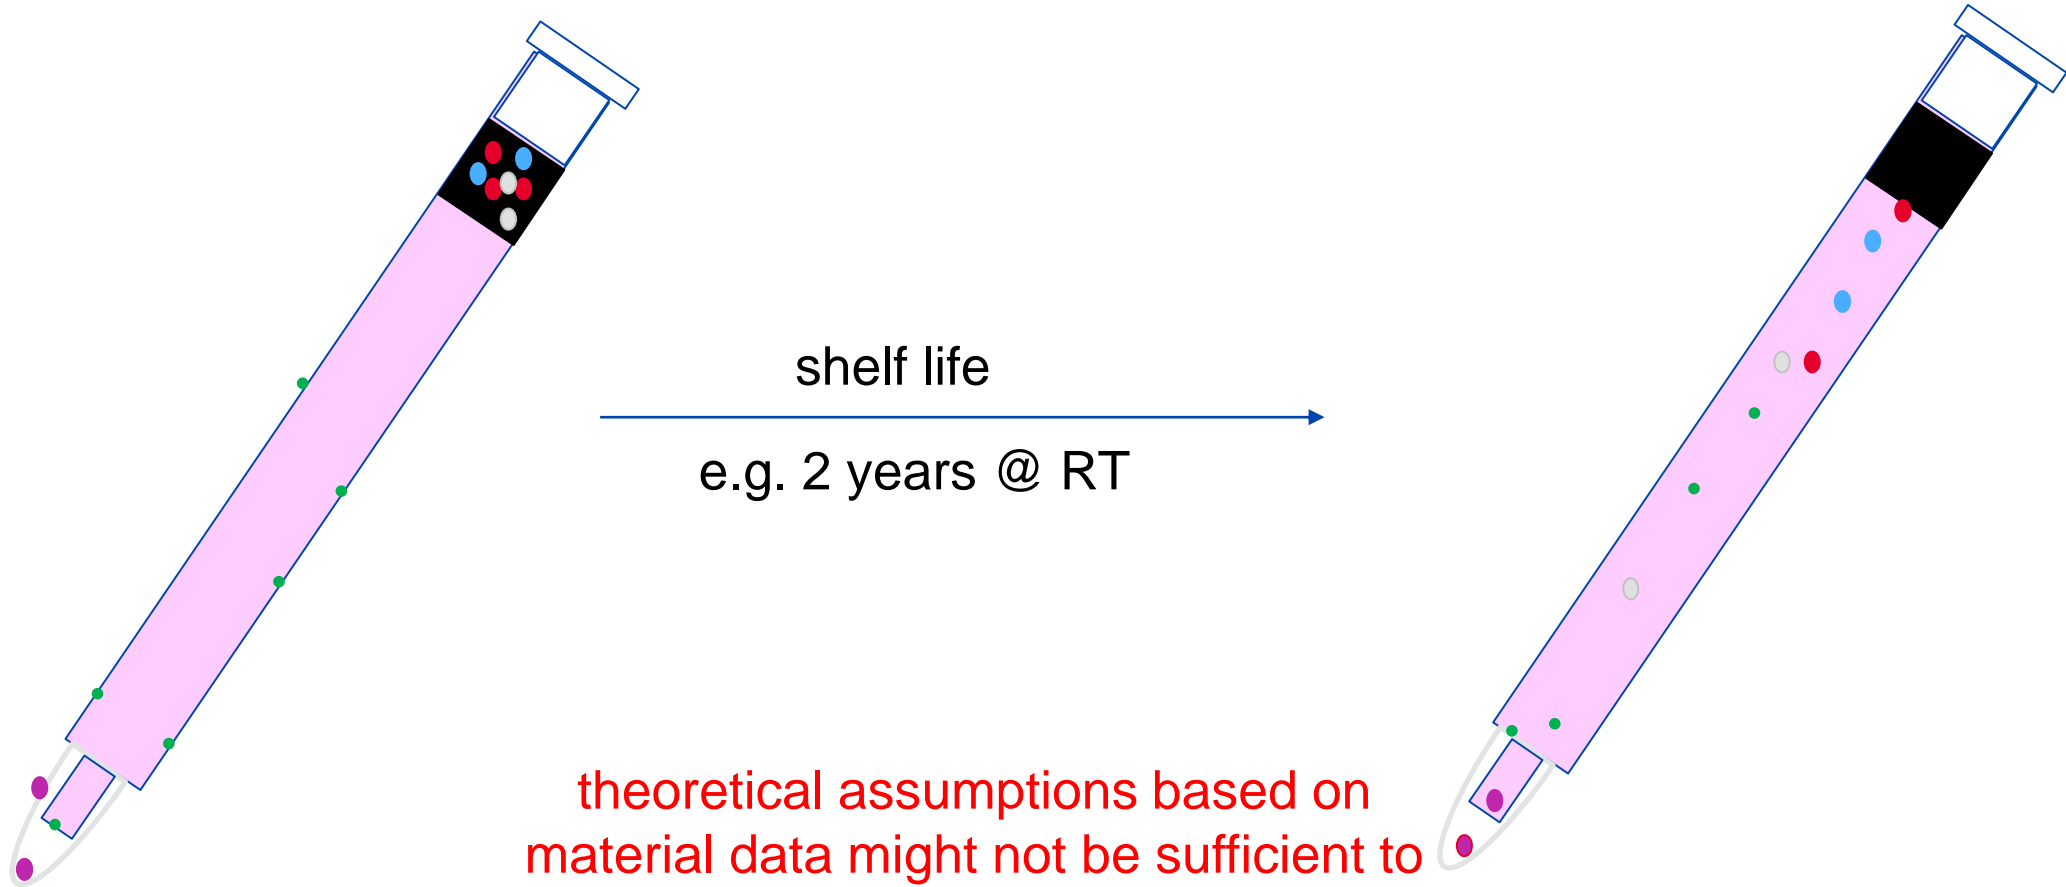 shelf life
e.g. 2 years @ RT
theoretical assumptions based on
material data might not be sufficient to